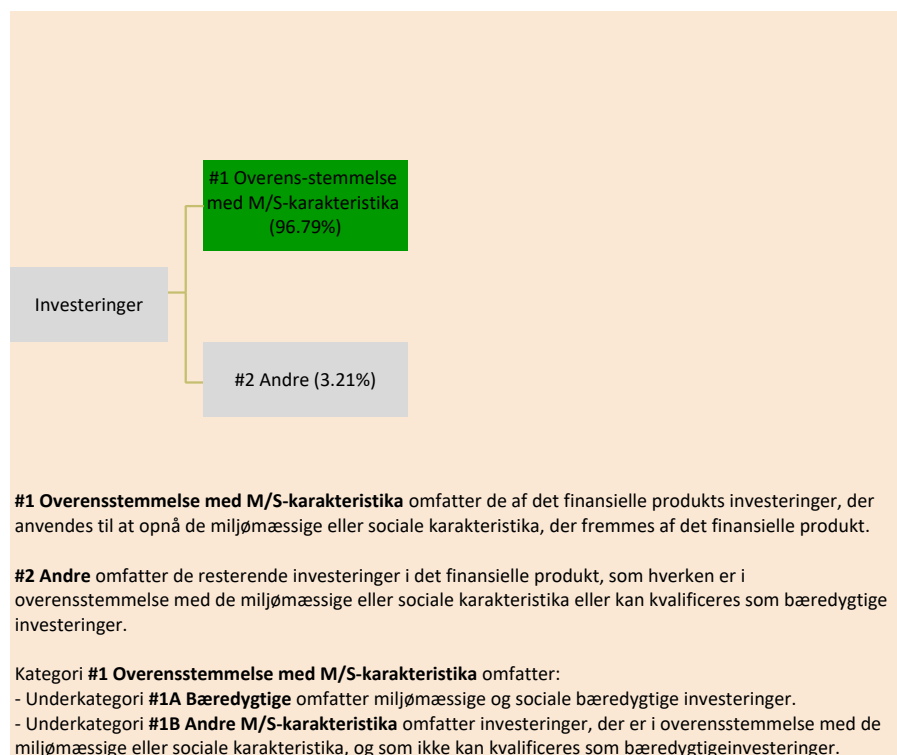 #1 Overens-stemmelse
med M/S-karakteristika
(96.79%)
Investeringer
#2 Andre (3.21%)
#1 Overensstemmelse med M/S-karakteristika omfatter de af det finansielle produkts investeringer, der
anvendes til at opnå de miljømæssige eller sociale karakteristika, der fremmes af det finansielle produkt.
#2 Andre omfatter de resterende investeringer i det finansielle produkt, som hverken er i
overensstemmelse med de miljømæssige eller sociale karakteristika eller kan kvalificeres som bæredygtige
investeringer.
Kategori #1 Overensstemmelse med M/S-karakteristika omfatter:
- Underkategori #1A Bæredygtige omfatter miljømæssige og sociale bæredygtige investeringer.
- Underkategori #1B Andre M/S-karakteristika omfatter investeringer, der er i overensstemmelse med de
miljømæssige eller sociale karakteristika, og som ikke kan kvalificeres som bæredygtigeinvesteringer.